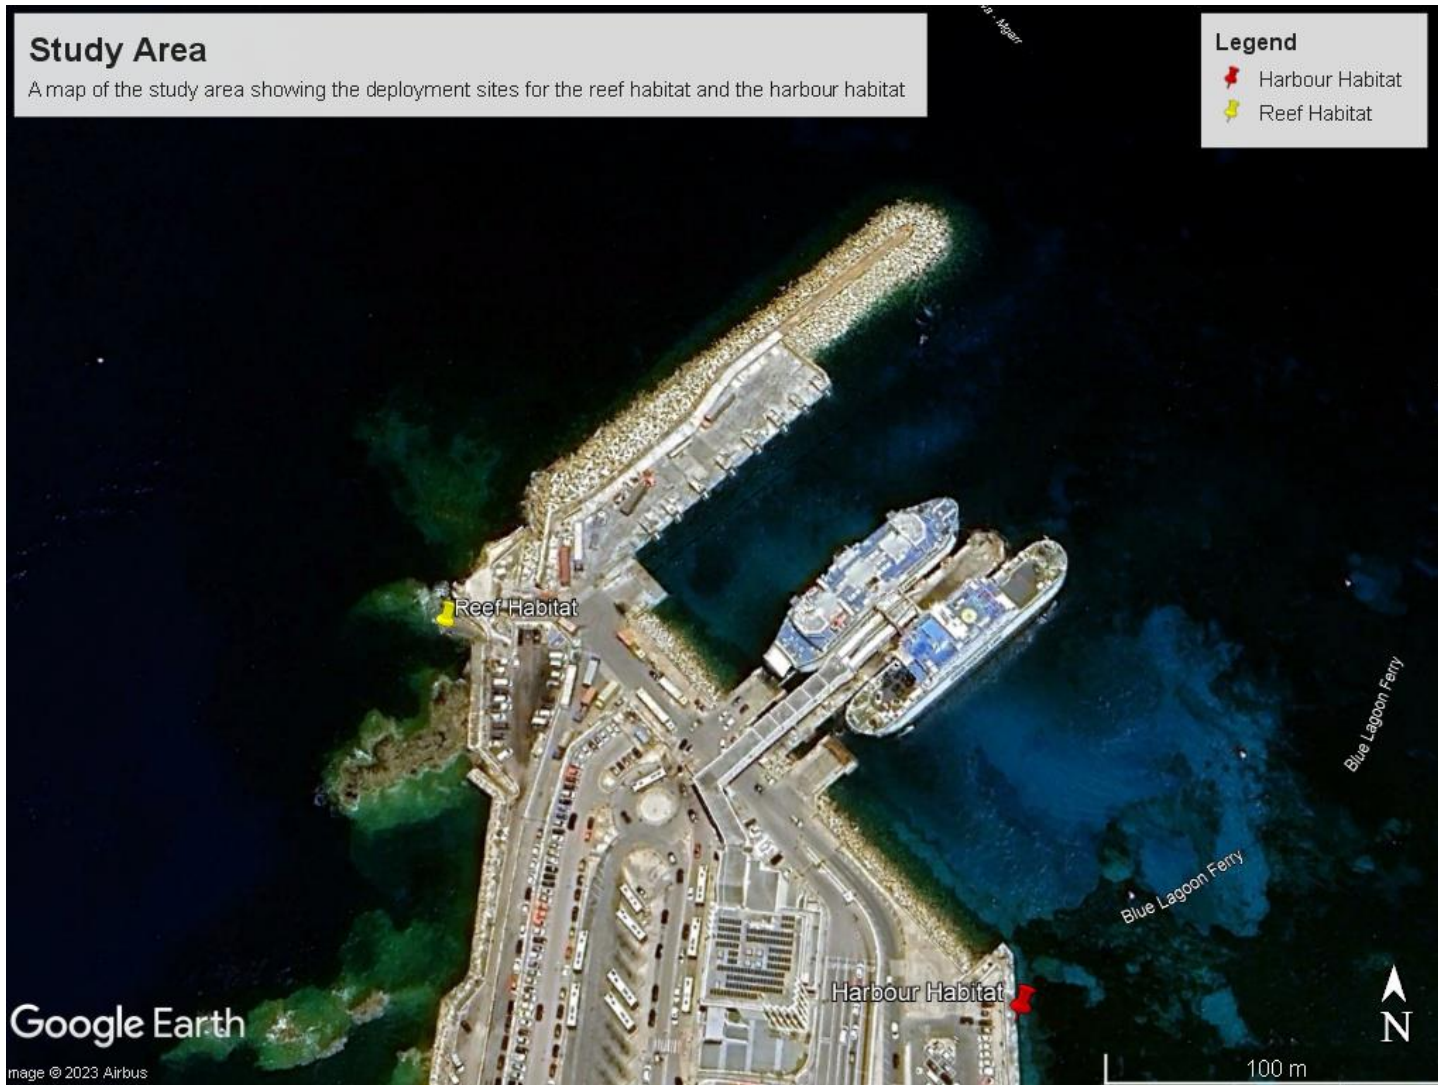 Study Area
A map of the study area showing the deployment sites for the reef habitat and the harbour habitat
Legend
Harbour Habitat
Reef Habitat
va - Mgarr
Reef Habitat
Blue Lagoon Ferry
Blue Lagoon Ferry
Harbour Habitat
Google Earth
mage © 2023 Airbus
N
100 m